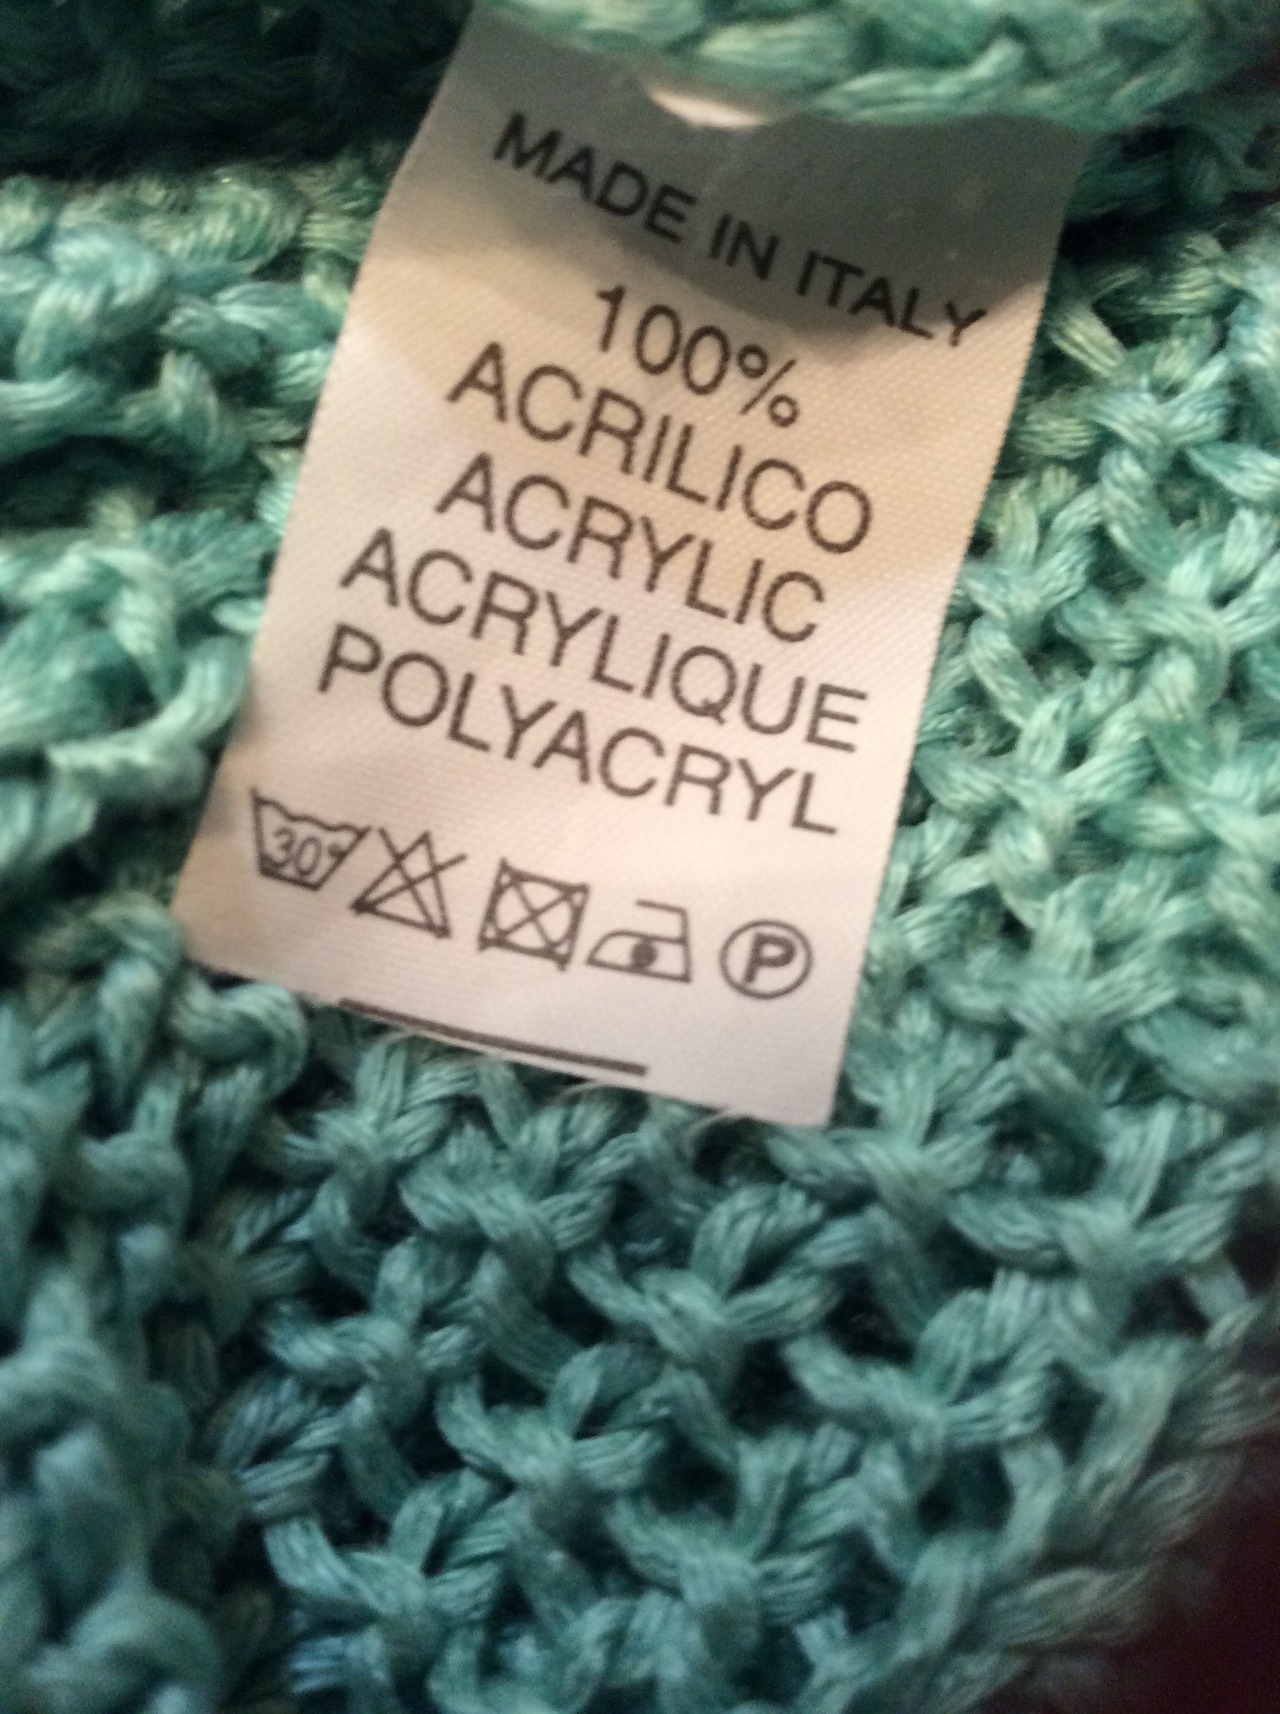 MADE IN ITALY
100%
ACRILICO
ACRYLIC
ACRYLIQUE
POLYACRYL
30° P